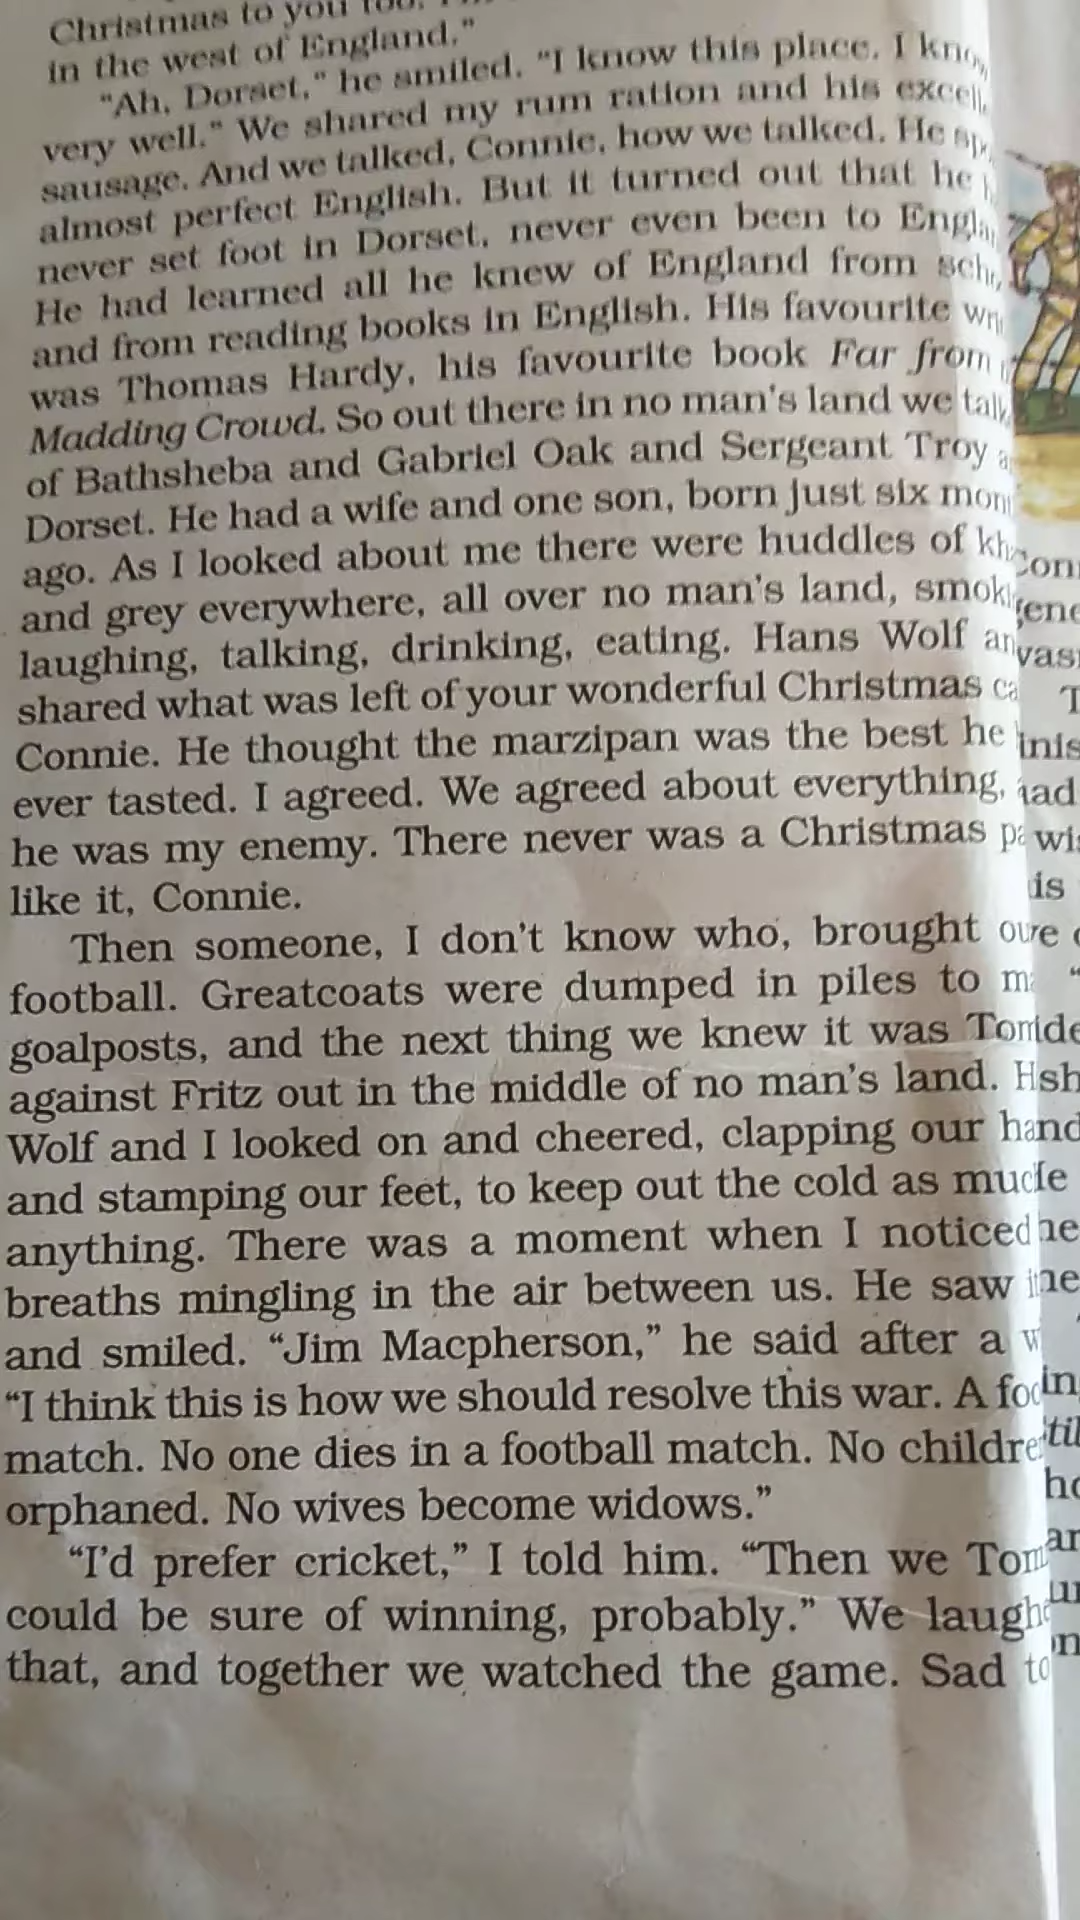 Christmas to you too.
in the west of England."
"Ah, Dorset," he smiled. "I know this place. I
very well." We shared my rum ration and his
sausage. And we talked, Connie, how we talked. He
almost perfect English. But it turned out that he
never set foot in Dorset, never even been to
He had learned all he knew of England from
and from reading books in English. His favourite
was Thomas Hardy, his favourite book Far from
Madding Crowd. So out there in no man's land we
of Bathsheba and Gabriel Oak and Sergeant Troy
Dorset. He had a wife and one son, born just six
ago. As I looked about me there were huddles of
and grey everywhere, all over no man's land,
laughing, talking, drinking, eating. Hans Wolf
shared what was left of your wonderful Christmas
Connie. He thought the marzipan was the best he
ever tasted. I agreed. We agreed about everything,
he was my enemy. There never was a Christmas
like it, Connie.
Then someone, I don't know who, brought
football. Greatcoats were dumped in piles to
goalposts, and the next thing we knew it was
against Fritz out in the middle of no man's land.
Wolf and I looked on and cheered, clapping our
and stamping our feet, to keep out the cold as
anything. There was a moment when I noticed
breaths mingling in the air between us. He saw
and smiled. "Jim Macpherson," he said after a
"I think this is how we should resolve this war. A
match. No one dies in a football match. No
orphaned. No wives become widows."
"I'd prefer cricket," I told him. "Then we
could be sure of winning, probably." We
that, and together we watched the game. Sad to